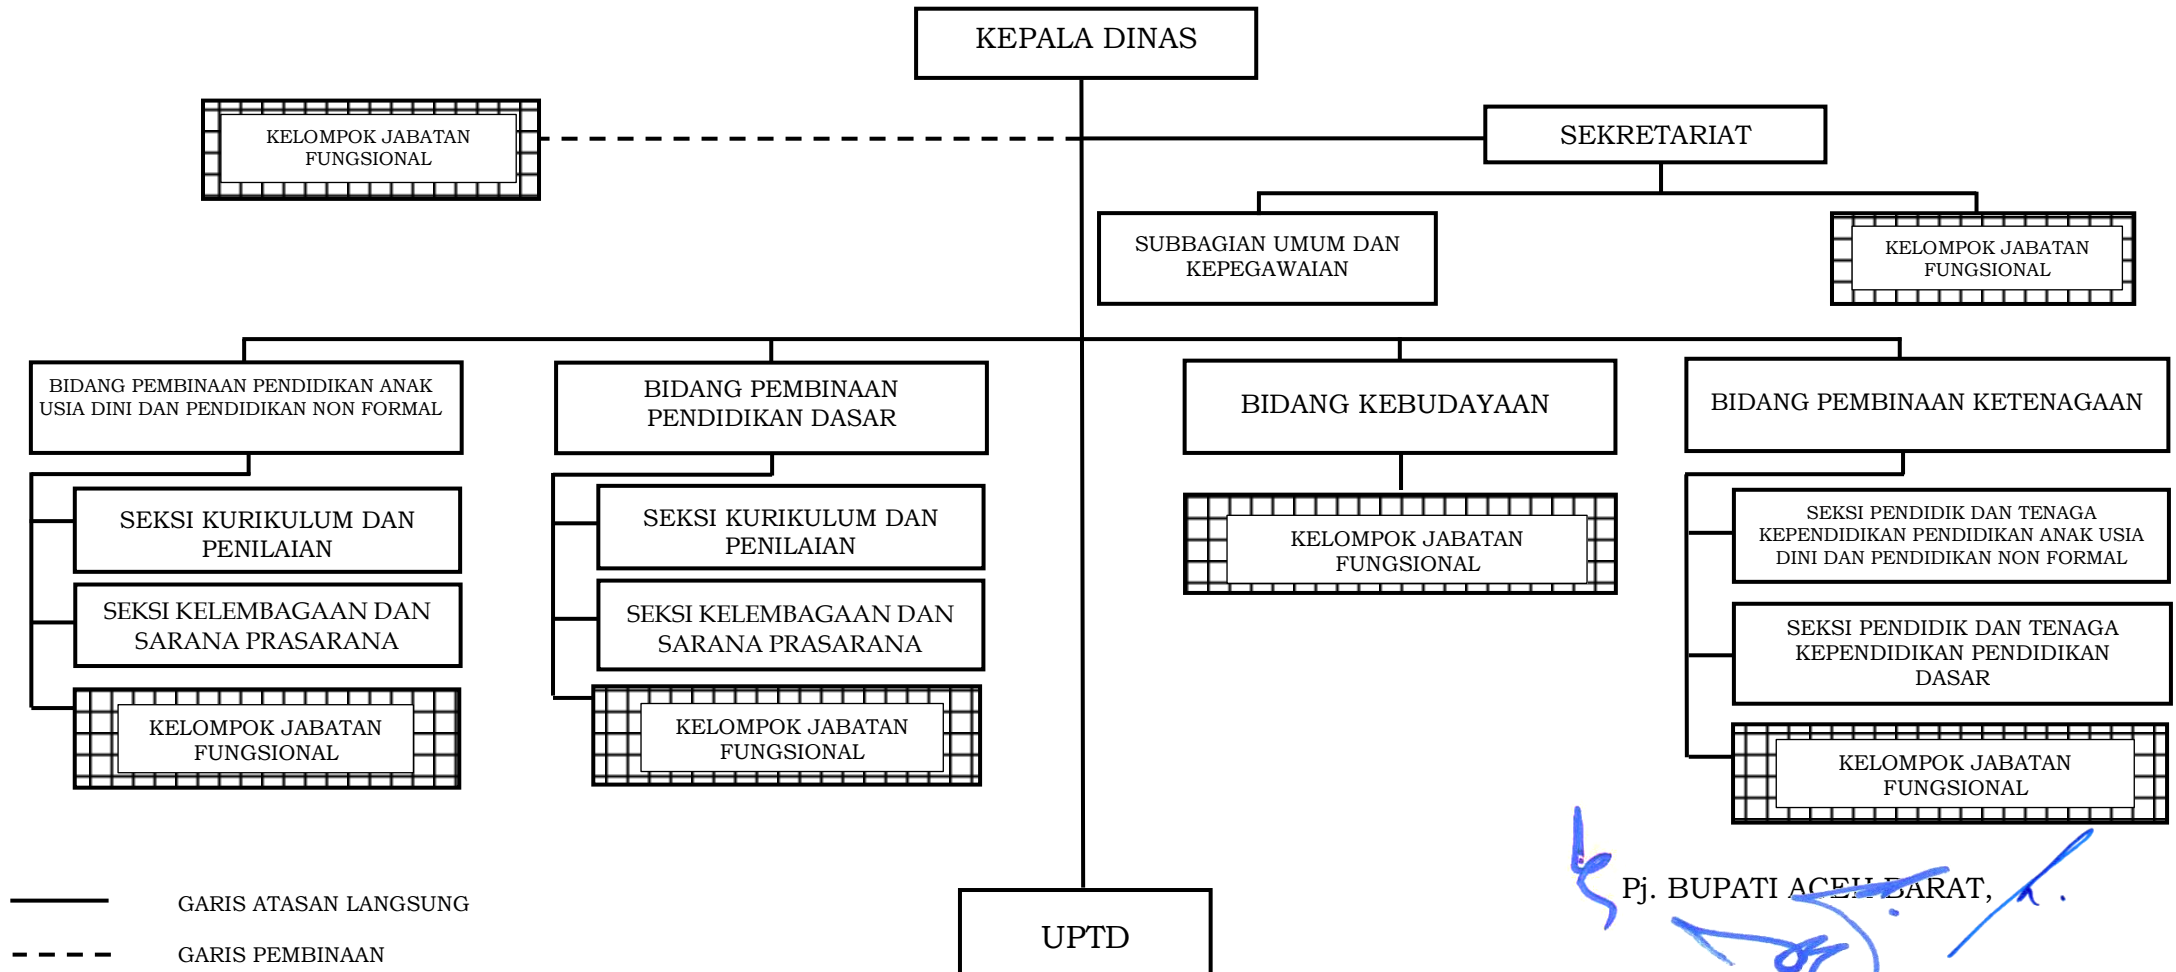 KEPALA DINAS
KELOMPOK JABATAN
FUNGSIONAL
SEKRETARIAT
SUBBAGIAN UMUM DAN
KEPEGAWAIAN
KELOMPOK JABATAN
FUNGSIONAL
BIDANG PEMBINAAN PENDIDIKAN ANAK
USIA DINI DAN PENDIDIKAN NON FORMAL
BIDANG PEMBINAAN
PENDIDIKAN DASAR
BIDANG KEBUDAYAAN
BIDANG PEMBINAAN KETENAGAAN
SEKSI KURIKULUM DAN
PENILAIAN
SEKSI KELEMBAGAAN DAN
SARANA PRASARANA
KELOMPOK JABATAN
FUNGSIONAL
SEKSI KURIKULUM DAN
PENILAIAN
SEKSI KELEMBAGAAN DAN
SARANA PRASARANA
KELOMPOK JABATAN
FUNGSIONAL
KELOMPOK JABATAN
FUNGSIONAL
SEKSI PENDIDIK DAN TENAGA
KEPENDIDIKAN PENDIDIKAN ANAK USIA
DINI DAN PENDIDIKAN NON FORMAL
SEKSI PENDIDIK DAN TENAGA
KEPENDIDIKAN PENDIDIKAN
DASAR
KELOMPOK JABATAN
FUNGSIONAL
GARIS ATASAN LANGSUNG
GARIS PEMBINAAN
UPTD
Pj. BUPATI ACEH BARAT,